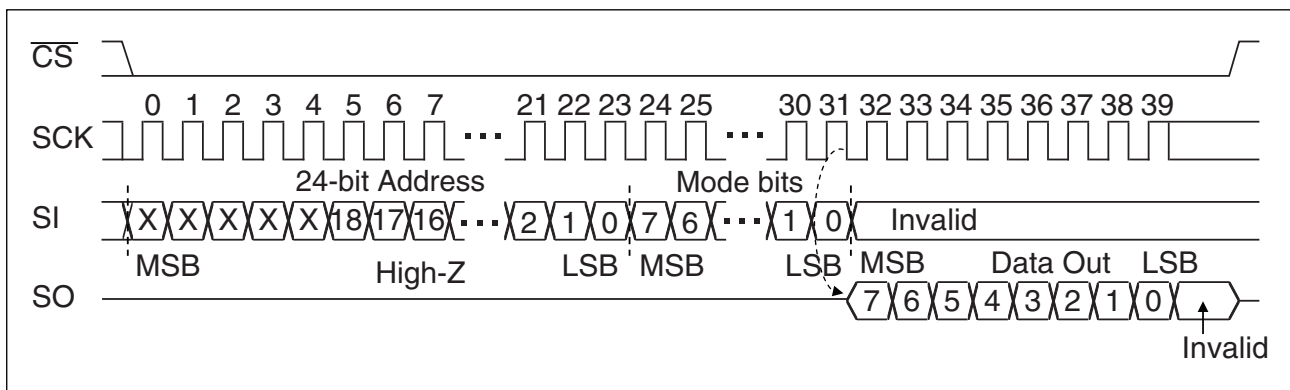 CS
0 1 2 3 4 5 6 7 21 22 23 24 25 30 31 32 33 34 35 36 37 38 39
SCK
24-bit Address Mode bits
SI X X X X X 18 17 16 2 1 0 7 6 1 0 Invalid
MSB High-Z LSB MSB LSB MSB Data Out LSB
SO 7 6 5 4 3 2 1 0
Invalid